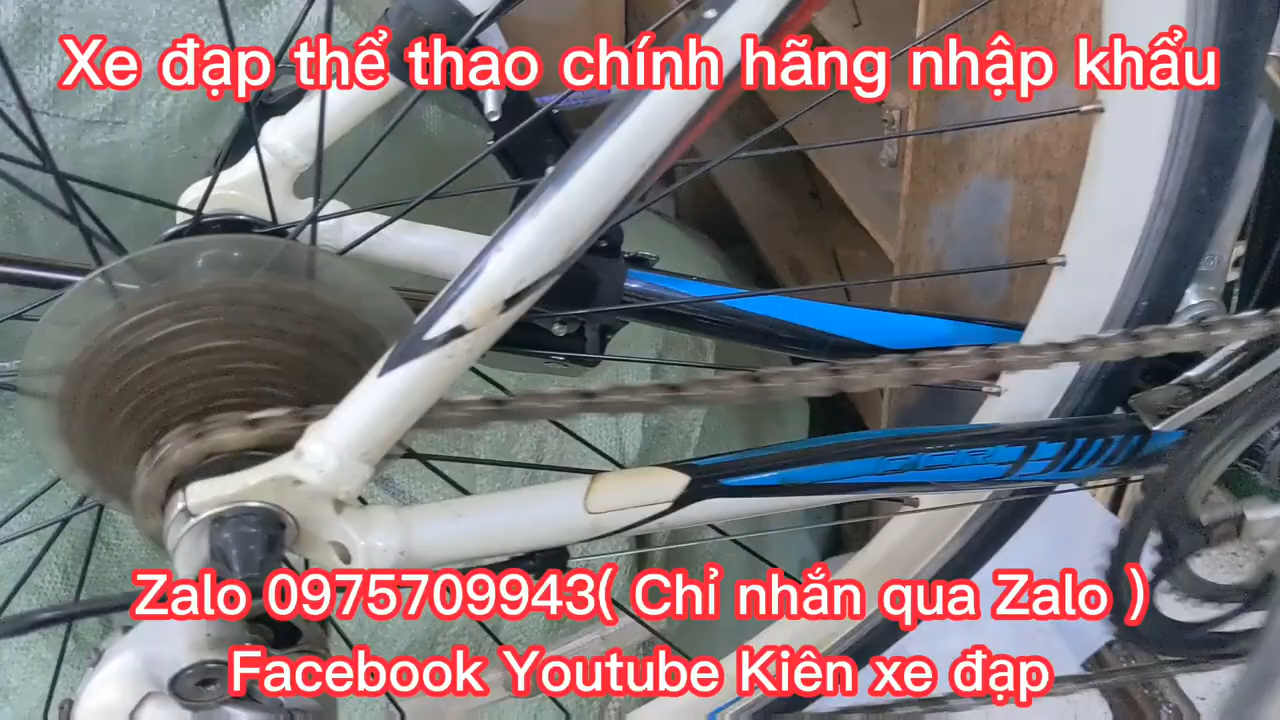 Xe đạp thể thao chính hãng nhập khẩu
OCR
Zalo 0975709943( Chỉ nhắn qua Zalo )
Facebook Youtube Kiên xe đạp